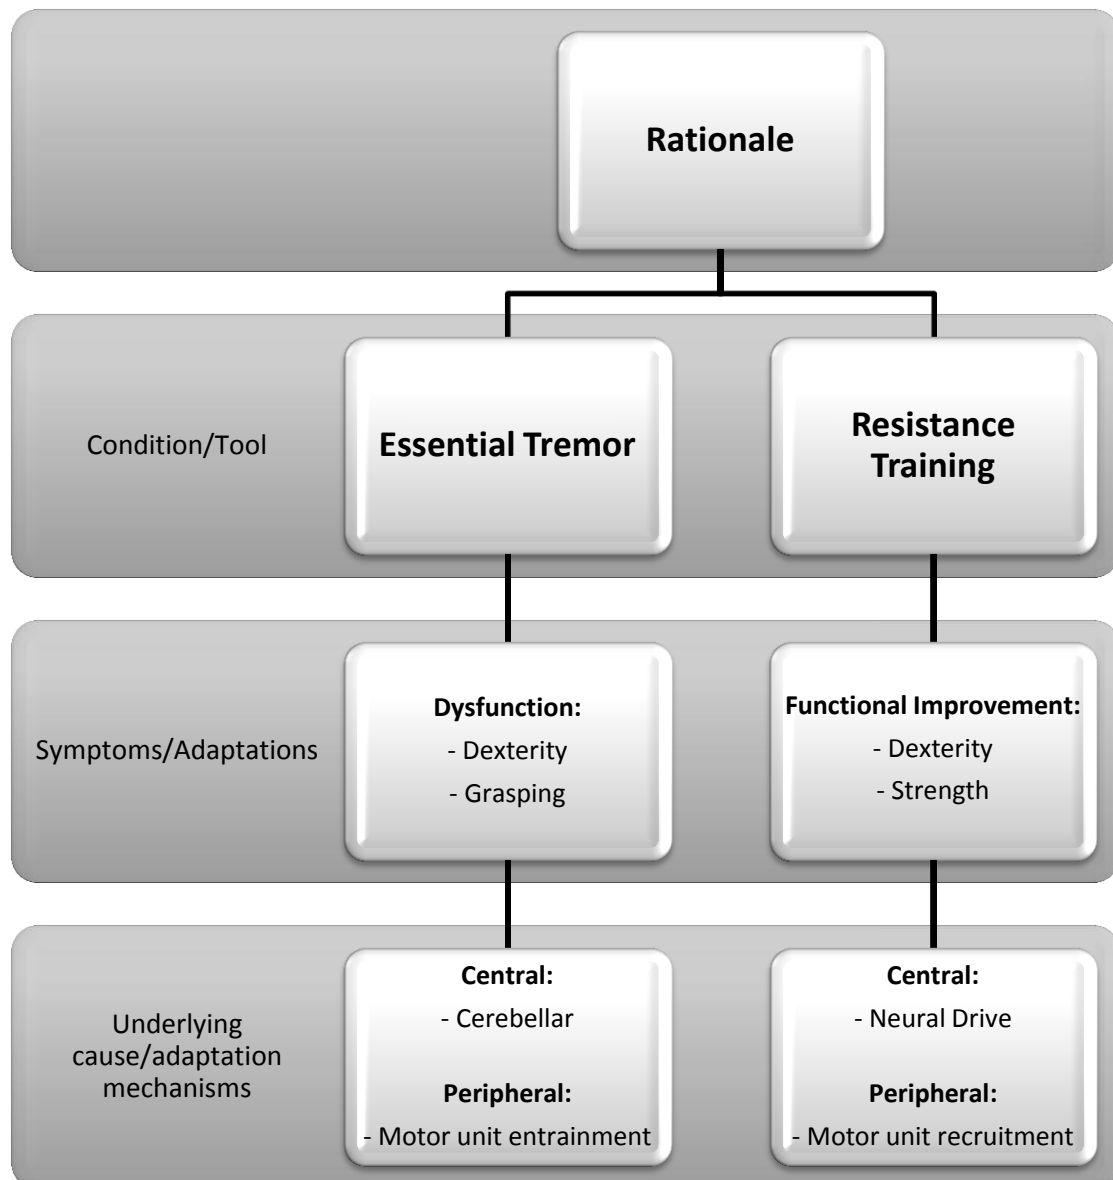 Rationale
Condition/Tool
Essential Tremor
Resistance
Training
Symptoms/Adaptations
Dysfunction:
- Dexterity
- Grasping
Functional Improvement:
- Dexterity
- Strength
Underlying
cause/adaptation
mechanisms
Central:
- Cerebellar
Peripheral:
- Motor unit entrainment
Central:
- Neural Drive
Peripheral:
- Motor unit recruitment